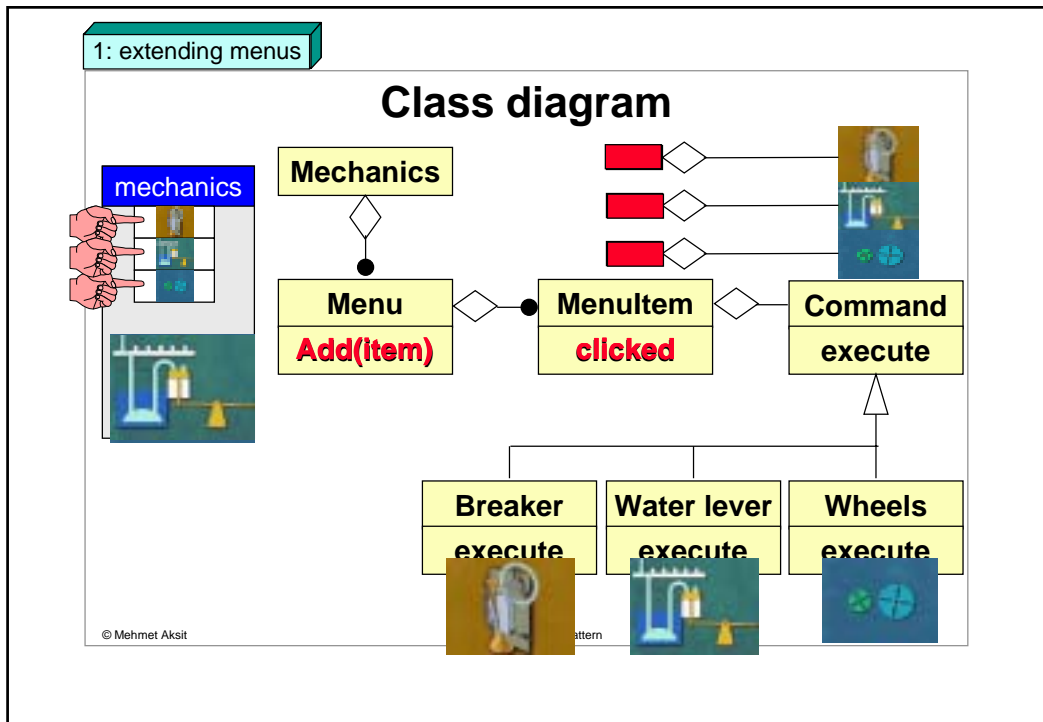 1: extending menus
Class diagram
mechanics
Mechanics
Menu
Add(item)
MenuItem
clicked
Command
execute
Breaker
execute
Water lever
execute
Wheels
execute
© Mehmet Aksit
attern